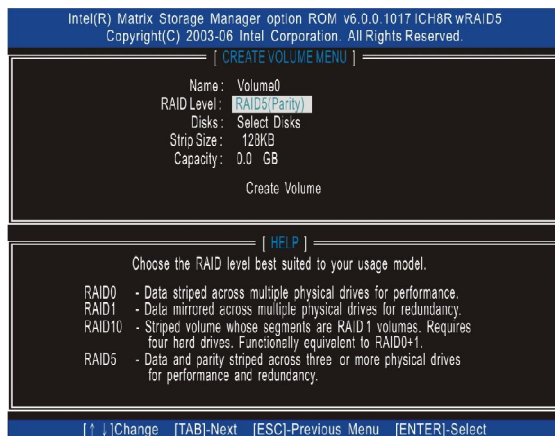 Intel(R) Matrix Storage Manager option ROM v6.0.0.1017 ICH8R wRAID5
Copyright(C) 2003-06 Intel Corporation. All Rights Reserved.
[ CREATE VOLUME MENU ]
Name : Volume0
RAID Level : RAID5(Parity)
Disks : Select Disks
Strip Size : 128KB
Capacity : 0.0 GB
Create Volume
[ HELP ]
Choose the RAID level best suited to your usage model.
RAID0 - Data striped across multiple physical drives for performance.
RAID1 - Data mirrored across multiple physical drives for redundancy.
RAID10 - Striped volume whose segments are RAID 1 volumes. Requires
four hard drives. Functionally equivalent to RAID0+1.
RAID5 - Data and parity striped across three or more physical drives
for performance and redundancy.
[↑ ↓]Change [TAB]-Next [ESC]-Previous Menu [ENTER]-Select